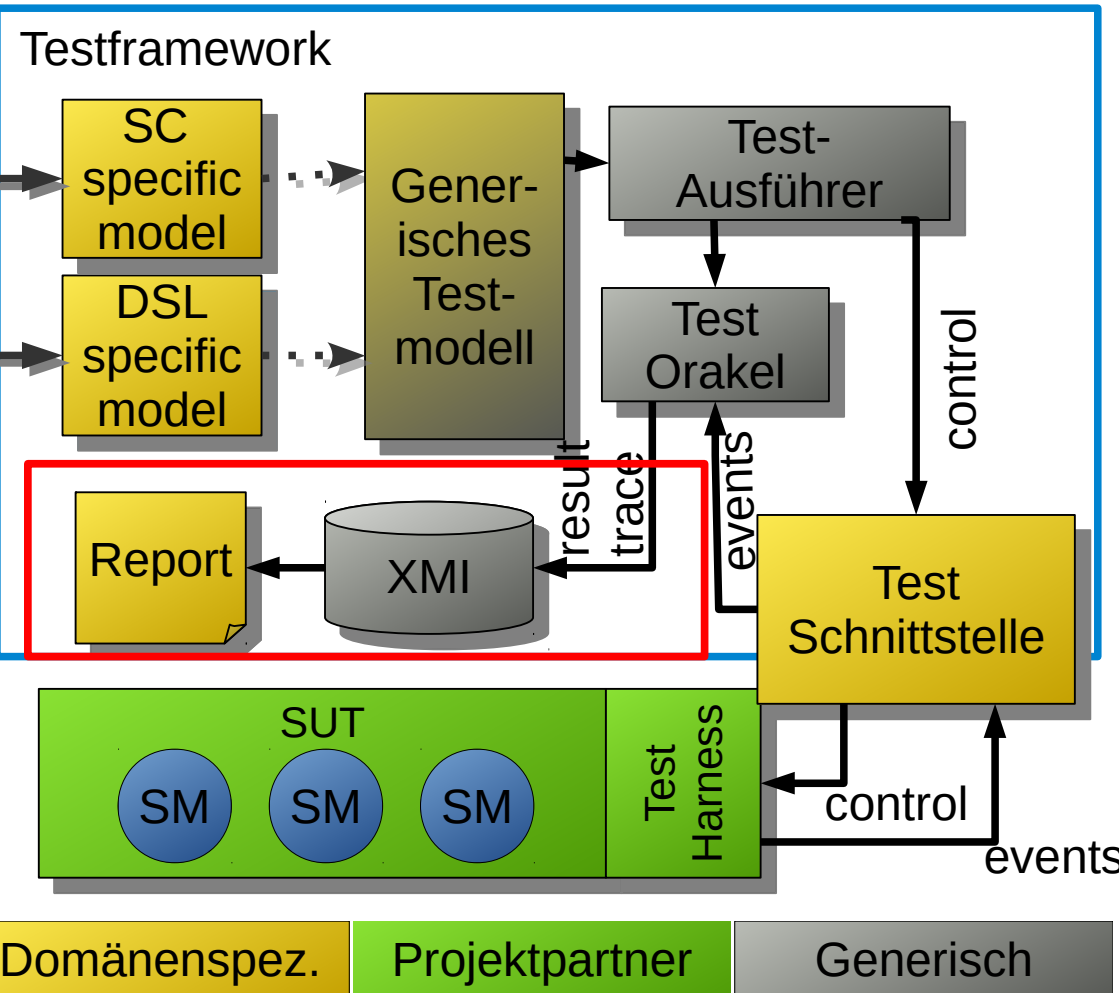 Testframework
SC
specific
model
Gener-
isches
Test-
modell
Test-
Ausführer
DSL
specific
model
Test
Orakel
control
result
trace
events
Report
XMI
Test
Schnittstelle
SUT
SM
SM
SM
Test
Harness
control
events
Domänenspez.
Projektpartner
Generisch